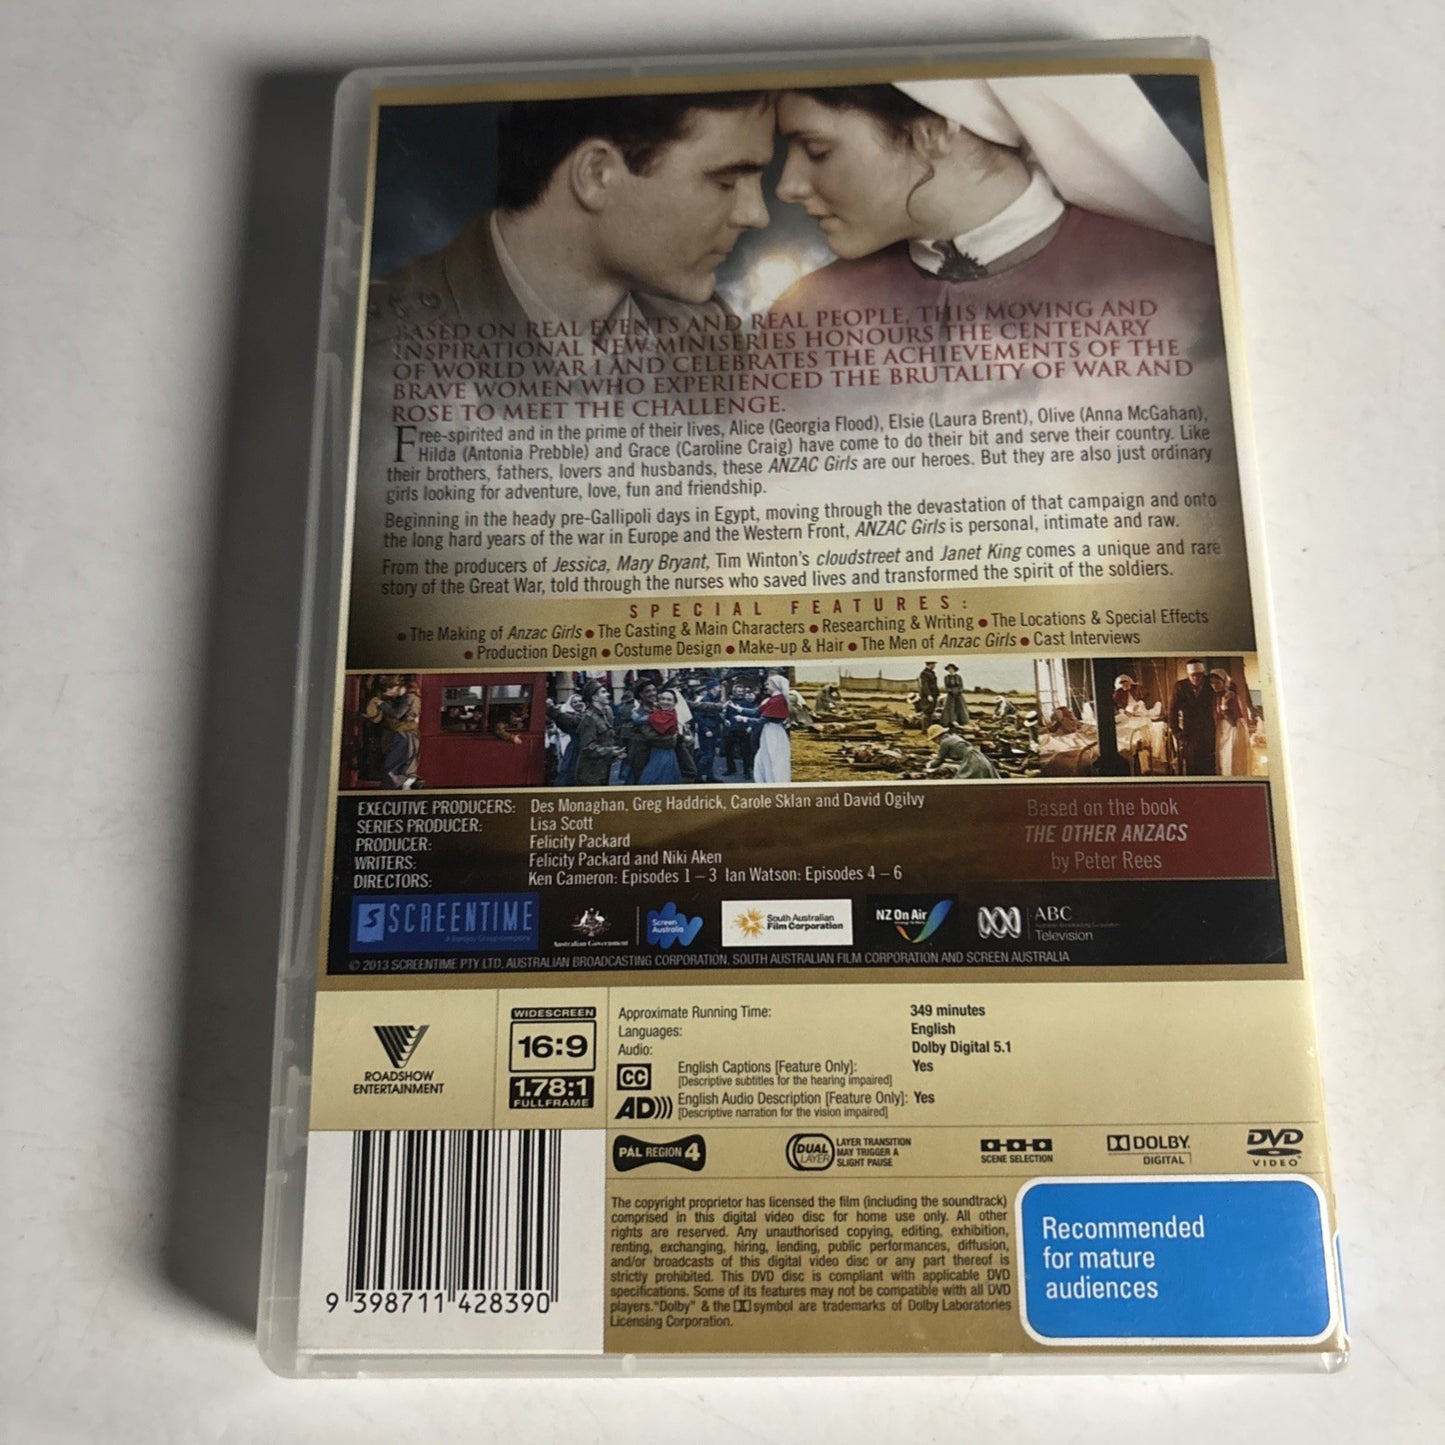 BASED ON REAL EVENTS AND REAL PEOPLE, THIS MOVING AND
INSPIRATIONAL NEW MINISERIES HONOURS THE CENTENARY
OF WORLD WAR I AND CELEBRATES THE ACHIEVEMENTS OF THE
BRAVE WOMEN WHO EXPERIENCED THE BRUTALITY OF WAR AND
ROSE TO MEET THE CHALLENGE.
Free-spirited and in the prime of their lives, Alice (Georgia Flood), Elsie (Laura Brent), Olive (Anna McGahan),
Hilda (Antonia Prebble) and Grace (Caroline Craig) have come to do their bit and serve their country. Like
their brothers, fathers, lovers and husbands, these ANZAC Girls are our heroes. But they are also just ordinary
girls looking for adventure, love, fun and friendship.
Beginning in the heady pre-Gallipoli days in Egypt, moving through the devastation of that campaign and onto
the long hard years of the war in Europe and the Western Front, ANZAC Girls is personal, intimate and raw.
From the producers of Jessica, Mary Bryant, Tim Winton's cloudstreet and Janet King comes a unique and rare
story of the Great War, told through the nurses who saved lives and transformed the spirit of the soldiers.
SPECIAL FEATURES:
• The Making of Anzac Girls • The Casting & Main Characters • Researching & Writing • The Locations & Special Effects
• Production Design • Costume Design • Make-up & Hair • The Men of Anzac Girls • Cast Interviews
EXECUTIVE PRODUCERS: Des Monaghan, Greg Haddrick, Carole Sklan and David Ogilvy
SERIES PRODUCER: Lisa Scott
PRODUCER: Felicity Packard
WRITERS: Felicity Packard and Niki Aken
DIRECTORS: Ken Cameron: Episodes 1 – 3 Ian Watson: Episodes 4 – 6
Based on the book
THE OTHER ANZACS
by Peter Rees
SCREENTIME
A Banijay Group company
Australian Government
Screen
Australia
South Australian
Film Corporation
NZ On Air
ABC
Television
© 2013 SCREENTIME PTY LTD, AUSTRALIAN BROADCASTING CORPORATION, SOUTH AUSTRALIAN FILM CORPORATION AND SCREEN AUSTRALIA
ROADSHOW
ENTERTAINMENT
WIDESCREEN
16:9
1.78:1
FULLFRAME
Approximate Running Time: 349 minutes
Languages: English
Audio: Dolby Digital 5.1
CC English Captions [Feature Only]: Yes
[Descriptive subtitles for the hearing impaired]
AD))) English Audio Description [Feature Only]: Yes
[Descriptive narration for the vision impaired]
PAL REGION 4
DUAL LAYER
LAYER TRANSITION
MAY TRIGGER A
SLIGHT PAUSE
SCENE SELECTION
DOLBY
DIGITAL
DVD
VIDEO
The copyright proprietor has licensed the film (including the soundtrack)
comprised in this digital video disc for home use only. All other
rights are reserved. Any unauthorised copying, editing, exhibition,
renting, exchanging, hiring, lending, public performances, diffusion,
and/or broadcasts of this digital video disc or any part thereof is
strictly prohibited. This DVD disc is compliant with applicable DVD
specifications. Some of its features may not be compatible with all DVD
players. "Dolby" & the symbol are trademarks of Dolby Laboratories
Licensing Corporation.
Recommended
for mature
audiences
9 398711 428390